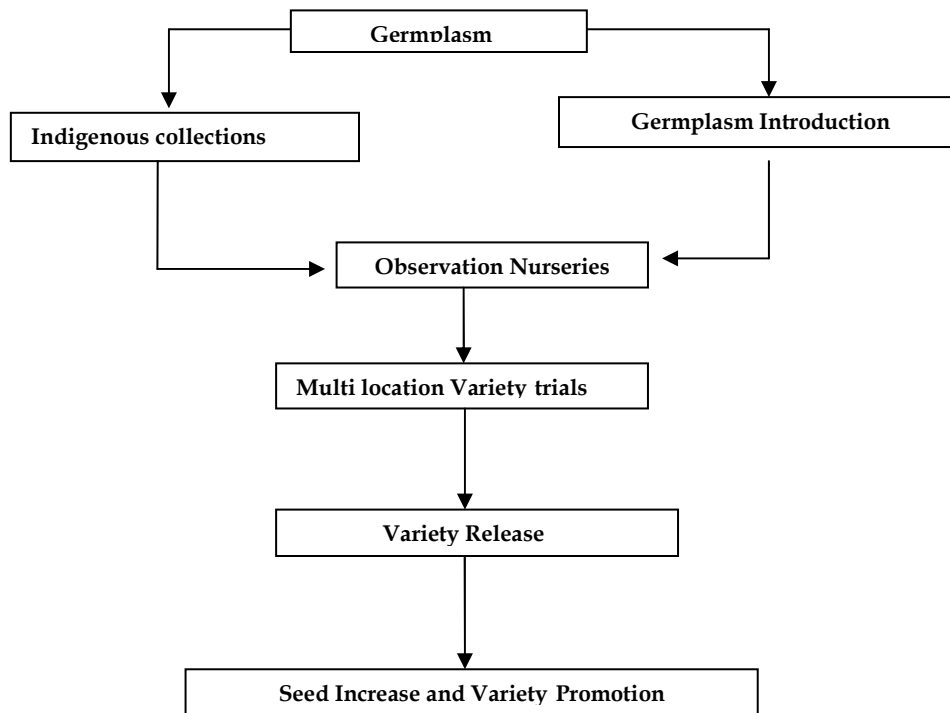 Germplasm
Indigenous collections
Germplasm Introduction
Observation Nurseries
Multi location Variety trials
Variety Release
Seed Increase and Variety Promotion